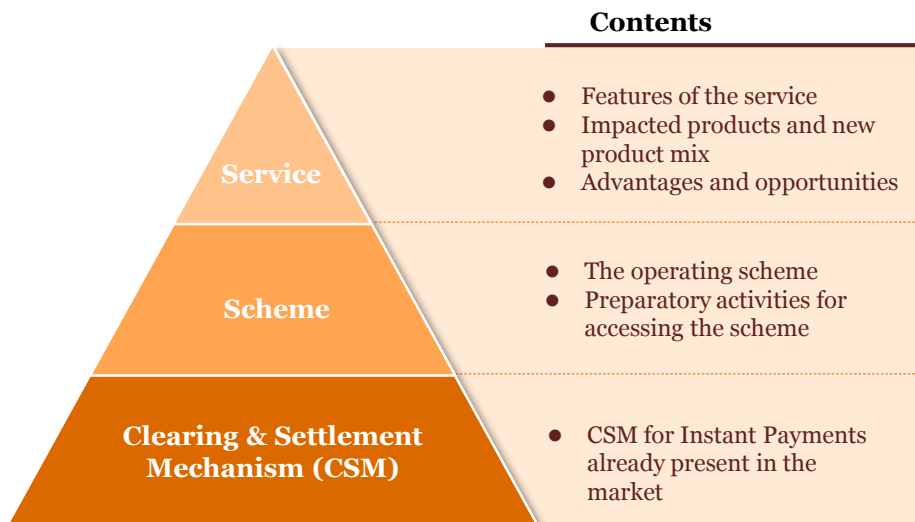 Contents
Service
● Features of the service
● Impacted products and new
product mix
● Advantages and opportunities
Scheme
● The operating scheme
● Preparatory activities for
accessing the scheme
Clearing & Settlement
Mechanism (CSM)
● CSM for Instant Payments
already present in the
market